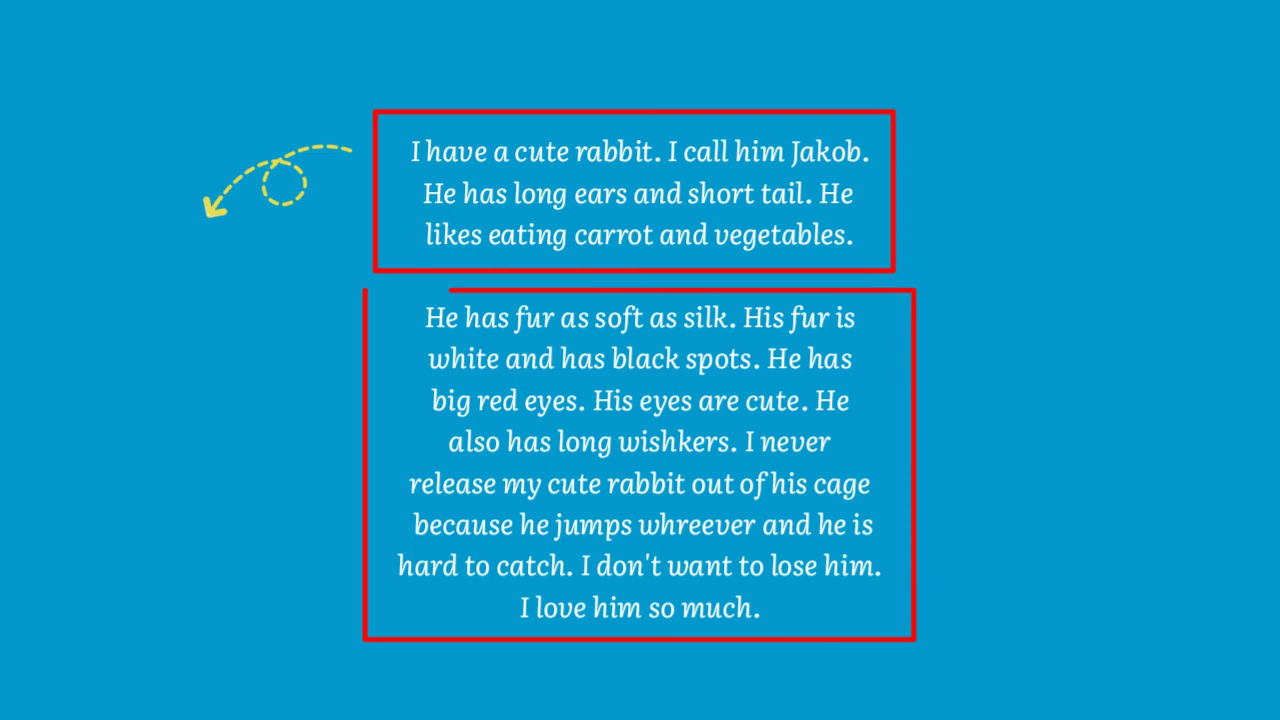 I have a cute rabbit. I call him Jakob.
He has long ears and short tail. He
likes eating carrot and vegetables.
He has fur as soft as silk. His fur is
white and has black spots. He has
big red eyes. His eyes are cute. He
also has long wishkers. I never
release my cute rabbit out of his cage
because he jumps whreever and he is
hard to catch. I don't want to lose him.
I love him so much.